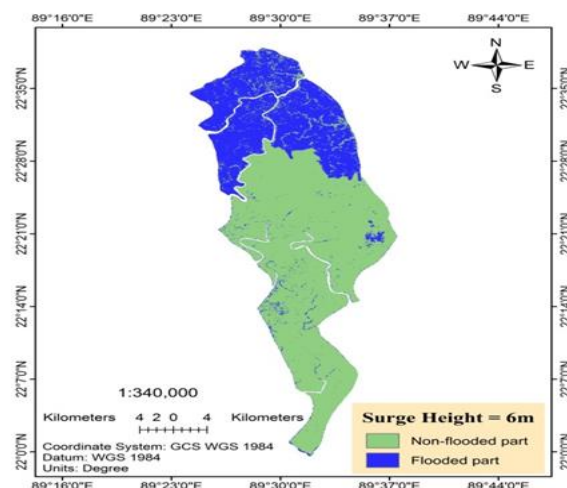 89°16'0"E 89°23'0"E 89°30'0"E 89°37'0"E 89°44'0"E
N
W E
S
22°35'0"N 22°35'0"N
22°28'0"N 22°28'0"N
22°21'0"N 22°21'0"N
22°14'0"N 22°14'0"N
22°7'0"N 22°7'0"N
22°0'0"N 22°0'0"N
1:340,000
Kilometers 4 2 0 4 Kilometers
Coordinate System: GCS WGS 1984
Datum: WGS 1984
Units: Degree
Surge Height = 6m
Non-flooded part
Flooded part
89°16'0"E 89°23'0"E 89°30'0"E 89°37'0"E 89°44'0"E